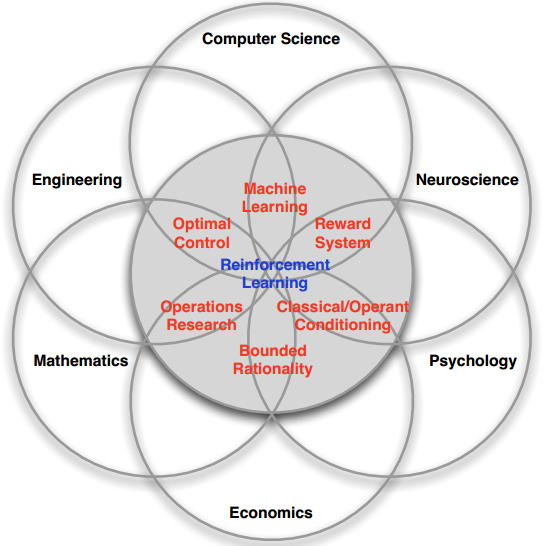 Computer Science
Engineering
Neuroscience
Machine
Learning
Optimal
Control
Reward
System
Reinforcement
Learning
Operations
Research
Classical/Operant
Conditioning
Bounded
Rationality
Mathematics
Psychology
Economics